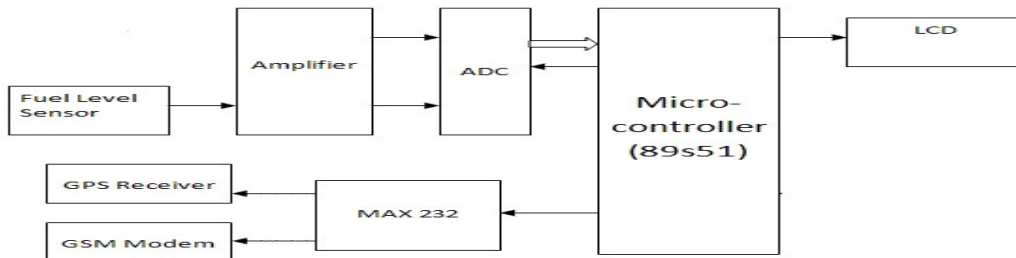 LCD
Amplifier
ADC
Fuel Level
Sensor
Micro-
controller
(89s51)
GPS Receiver
MAX 232
GSM Modem